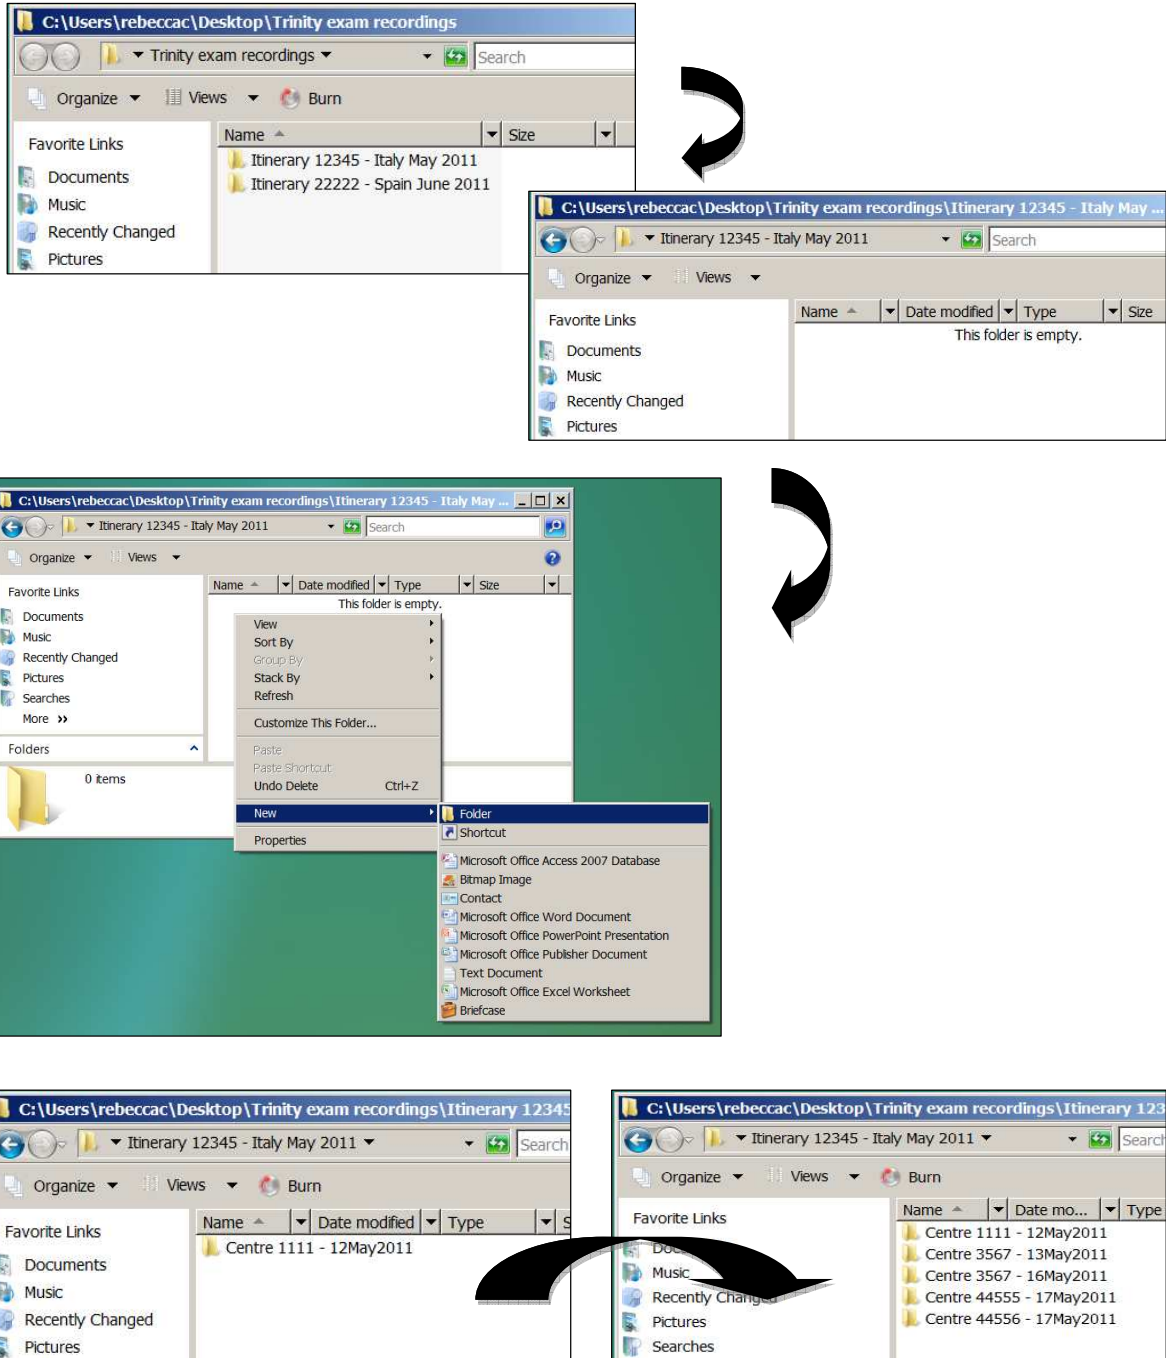 C:\Users\rebeccac\Desktop\Trinity exam recordings
Trinity exam recordings
Search
Organize Views Burn
Favorite Links
Name Size
Documents
Music
Recently Changed
Pictures
Itinerary 12345 - Italy May 2011
Itinerary 22222 - Spain June 2011
C:\Users\rebeccac\Desktop\Trinity exam recordings\Itinerary 12345 - Italy May ...
Itinerary 12345 - Italy May 2011
Search
Organize Views
Favorite Links
Name Date modified Type Size
This folder is empty.
Documents
Music
Recently Changed
Pictures
C:\Users\rebeccac\Desktop\Trinity exam recordings\Itinerary 12345 - Italy May ...
Itinerary 12345 - Italy May 2011
Search
Organize Views
Favorite Links
Name Date modified Type Size
This folder is empty.
Documents
Music
Recently Changed
Pictures
Searches
More >>
Folders
0 items
View
Sort By
Group By
Stack By
Refresh
Customize This Folder...
Paste
Paste Shortcut
Undo Delete Ctrl+Z
New
Properties
Folder
Shortcut
Microsoft Office Access 2007 Database
Bitmap Image
Contact
Microsoft Office Word Document
Microsoft Office PowerPoint Presentation
Microsoft Office Publisher Document
Text Document
Microsoft Office Excel Worksheet
Briefcase
C:\Users\rebeccac\Desktop\Trinity exam recordings\Itinerary 12345
Itinerary 12345 - Italy May 2011
Search
Organize Views Burn
Favorite Links
Name Date modified Type S
Centre 1111 - 12May2011
Documents
Music
Recently Changed
Pictures
C:\Users\rebeccac\Desktop\Trinity exam recordings\Itinerary 123
Itinerary 12345 - Italy May 2011
Search
Organize Views Burn
Favorite Links
Name Date mo... Type
Centre 1111 - 12May2011
Centre 3567 - 13May2011
Centre 3567 - 16May2011
Centre 44555 - 17May2011
Centre 44556 - 17May2011
Music
Recently Changed
Pictures
Searches